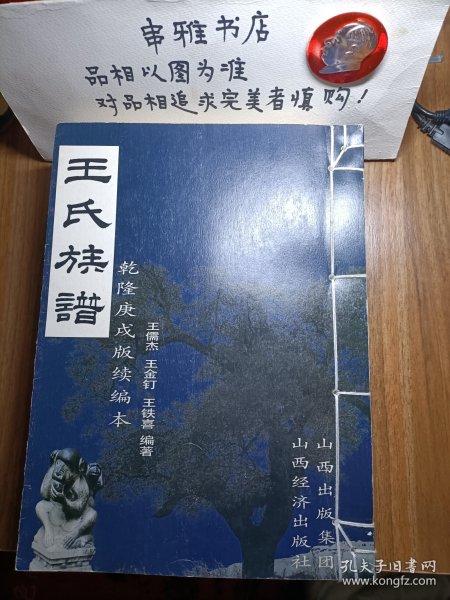 串雅书店
品相以图为准
对品相追求完美者慎购！
王氏族譜
乾隆庚戌版续编本
王儒杰 王金钉 王铁喜 编著
山西出版集团
山西经济出版社
孔夫子旧书网
www.kongfz.com